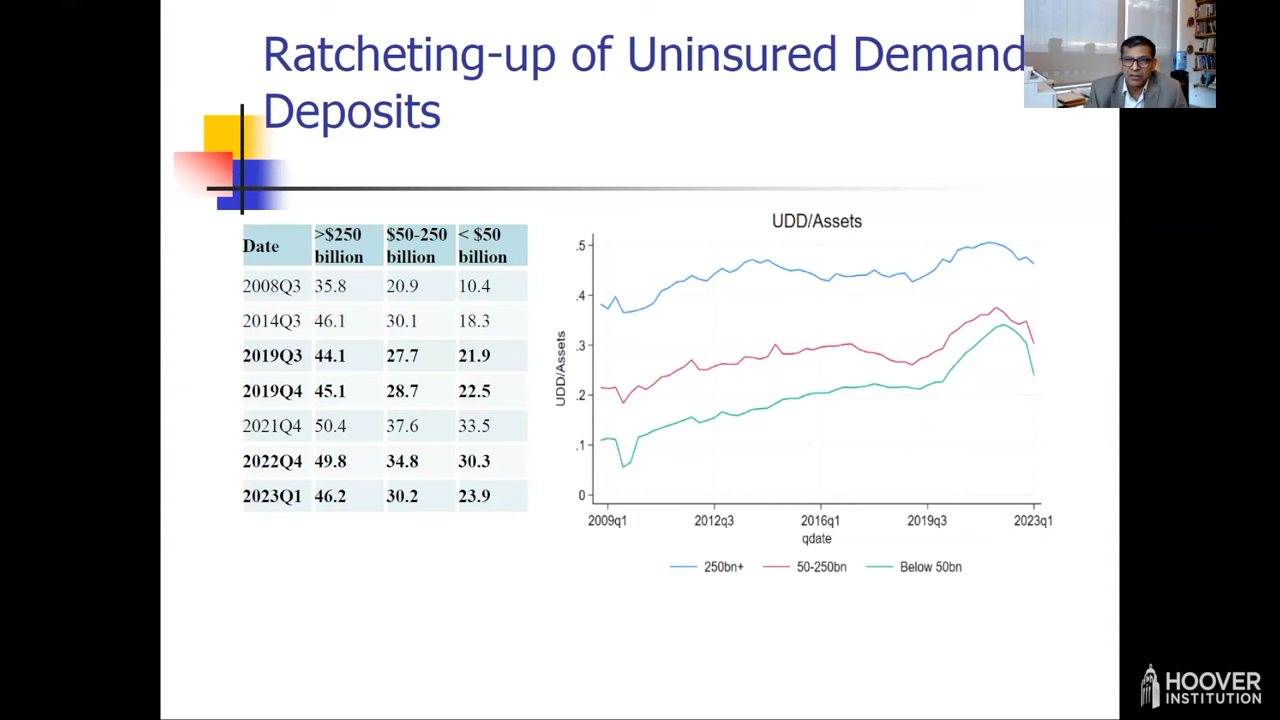 Ratcheting-up of Uninsured Demand
Deposits
Date >$250 billion $50-250 billion < $50 billion
2008Q3 35.8 20.9 10.4
2014Q3 46.1 30.1 18.3
2019Q3 44.1 27.7 21.9
2019Q4 45.1 28.7 22.5
2021Q4 50.4 37.6 33.5
2022Q4 49.8 34.8 30.3
2023Q1 46.2 30.2 23.9
UDD/Assets
UDD/Assets
.5
.4
.3
.2
.1
0
2009q1 2012q3 2016q1 2019q3 2023q1
qdate
250bn+ 50-250bn Below 50bn
HOOVER
INSTITUTION